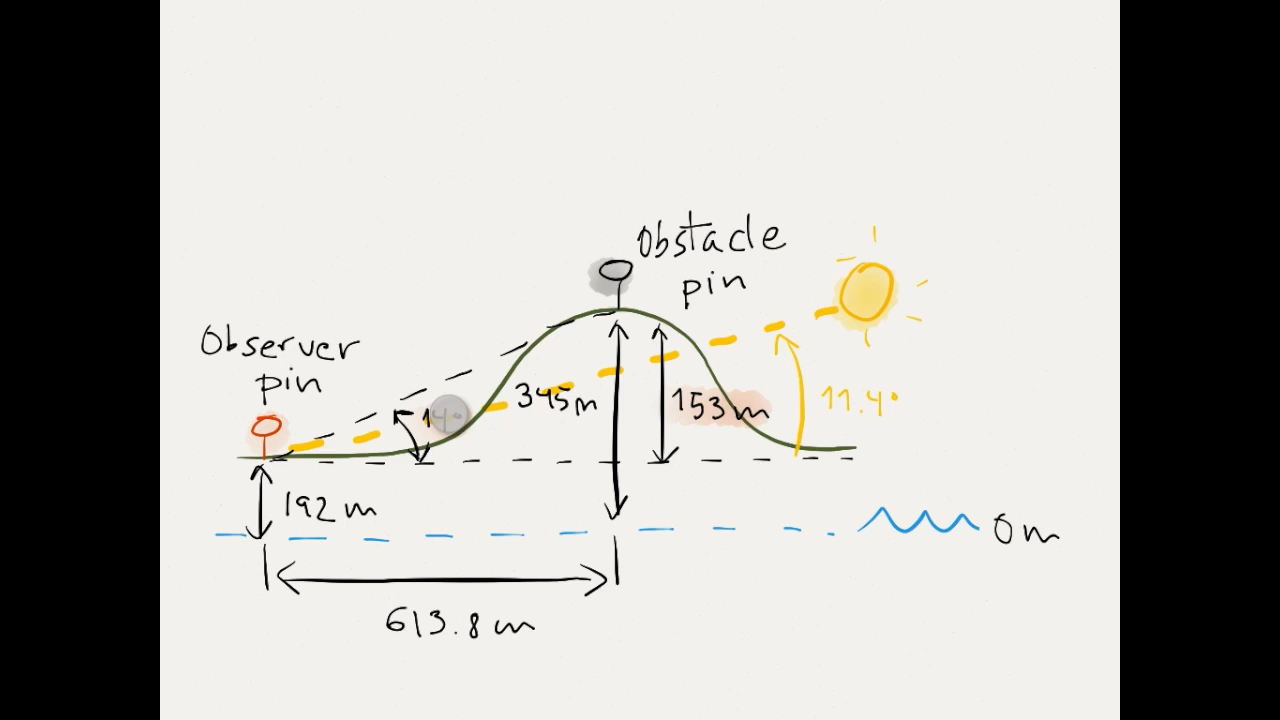 Obstacle
pin
Observer
pin
345m
153m
11.4°
192 m
0m
613.8 m